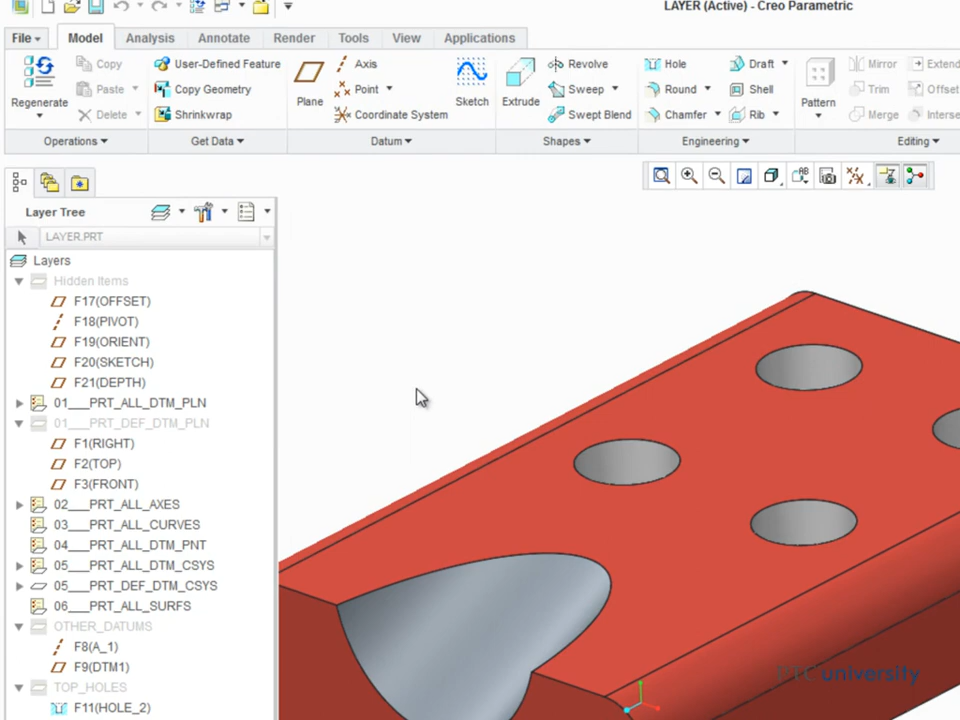 LAYER (Active) - Creo Parametric
File Model Analysis Annotate Render Tools View Applications
Regenerate
Copy
Paste
Delete
Operations
User-Defined Feature
Copy Geometry
Shrinkwrap
Get Data
Plane
Axis
Point
Coordinate System
Datum
Sketch
Extrude
Revolve
Sweep
Swept Blend
Shapes
Hole
Round
Chamfer
Draft
Shell
Rib
Engineering
Pattern
Mirror
Trim
Merge
Extend
Offset
Interse
Editing
Layer Tree
LAYER.PRT
Layers
Hidden Items
F17(OFFSET)
F18(PIVOT)
F19(ORIENT)
F20(SKETCH)
F21(DEPTH)
01___PRT_ALL_DTM_PLN
01___PRT_DEF_DTM_PLN
F1(RIGHT)
F2(TOP)
F3(FRONT)
02___PRT_ALL_AXES
03___PRT_ALL_CURVES
04___PRT_ALL_DTM_PNT
05___PRT_ALL_DTM_CSYS
05___PRT_DEF_DTM_CSYS
06___PRT_ALL_SURFS
OTHER_DATUMS
F8(A_1)
F9(DTM1)
TOP_HOLES
F11(HOLE_2)
PTC university